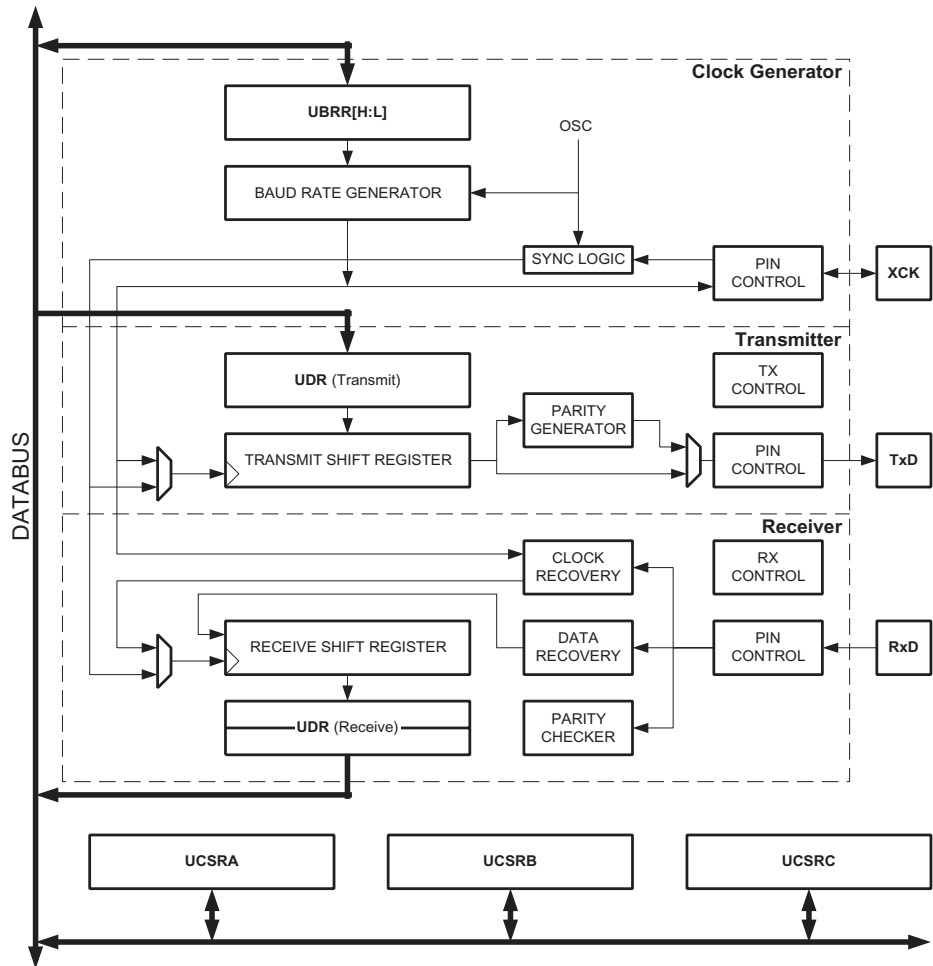 Clock Generator
UBRR[H:L]
OSC
BAUD RATE GENERATOR
SYNC LOGIC
PIN
CONTROL
XCK
Transmitter
UDR (Transmit)
TX
CONTROL
PARITY
GENERATOR
TRANSMIT SHIFT REGISTER
PIN
CONTROL
TxD
DATABUS
Receiver
CLOCK
RECOVERY
RX
CONTROL
RECEIVE SHIFT REGISTER
DATA
RECOVERY
PIN
CONTROL
RxD
UDR (Receive)
PARITY
CHECKER
UCSRA
UCSRB
UCSRC